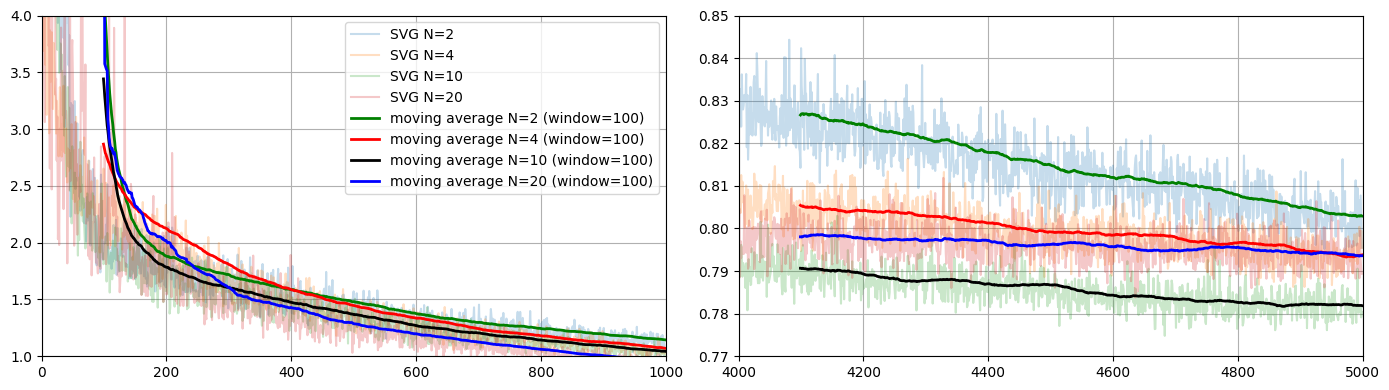 4.0
3.5
3.0
2.5
2.0
1.5
1.0
0 200 400 600 800 1000
SVG N=2
SVG N=4
SVG N=10
SVG N=20
moving average N=2 (window=100)
moving average N=4 (window=100)
moving average N=10 (window=100)
moving average N=20 (window=100)
0.85
0.84
0.83
0.82
0.81
0.80
0.79
0.78
0.77
4000 4200 4400 4600 4800 5000